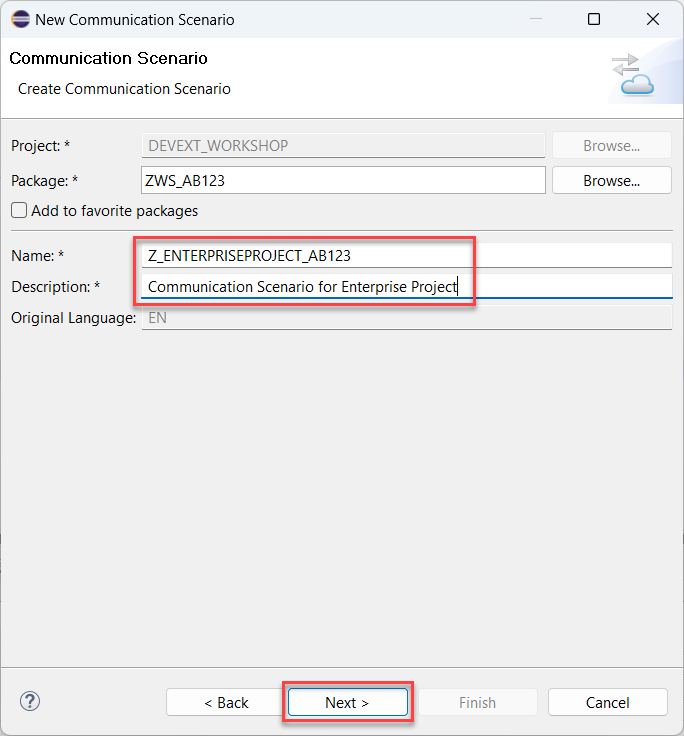 New Communication Scenario
Communication Scenario
Create Communication Scenario
Project: * DEVEXT_WORKSHOP Browse...
Package: * ZWS_AB123 Browse...
Add to favorite packages
Name: * Z_ENTERPRISEPROJECT_AB123
Description: * Communication Scenario for Enterprise Project
Original Language: EN
? < Back Next > Finish Cancel